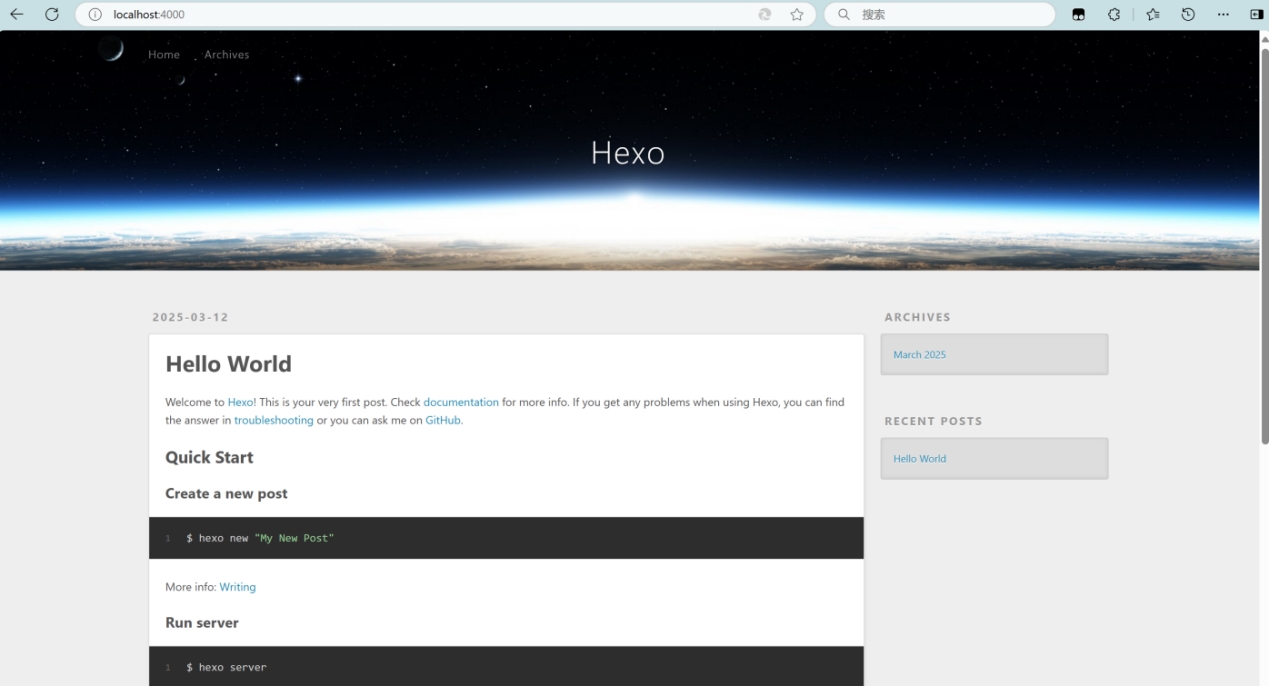 localhost:4000
搜索
Home
Archives
Hexo
2025-03-12
Hello World
Welcome to Hexo! This is your very first post. Check documentation for more info. If you get any problems when using Hexo, you can find
the answer in troubleshooting or you can ask me on GitHub.
Quick Start
Create a new post
1 $ hexo new "My New Post"
More info: Writing
Run server
1 $ hexo server
ARCHIVES
March 2025
RECENT POSTS
Hello World